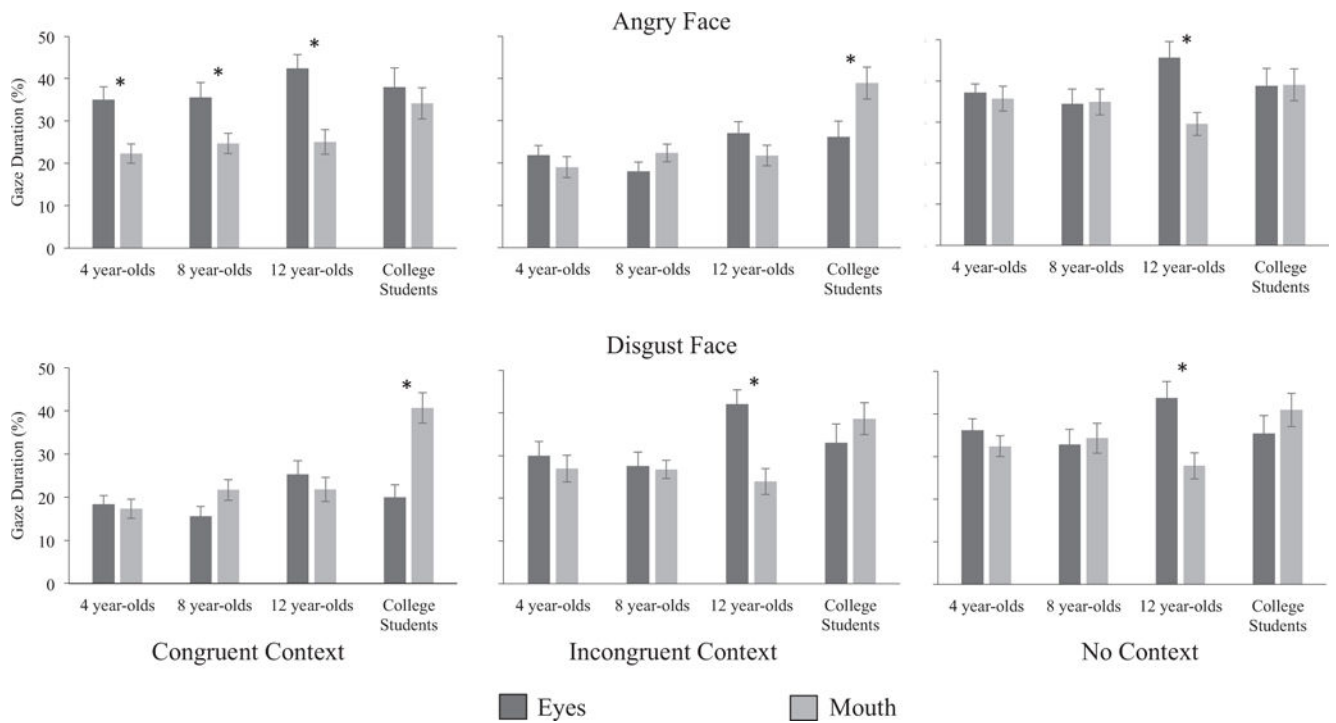 Angry Face
50
40
30
20
10
0
Gaze Duration (%)
*
*
*
*
*
4 year-olds 8 year-olds 12 year-olds College Students
4 year-olds 8 year-olds 12 year-olds College Students
4 year-olds 8 year-olds 12 year-olds College Students
Disgust Face
50
40
30
20
10
0
Gaze Duration (%)
*
*
*
4 year-olds 8 year-olds 12 year-olds College Students
4 year-olds 8 year-olds 12 year-olds College Students
4 year-olds 8 year-olds 12 year-olds College Students
Congruent Context Incongruent Context No Context
Eyes Mouth